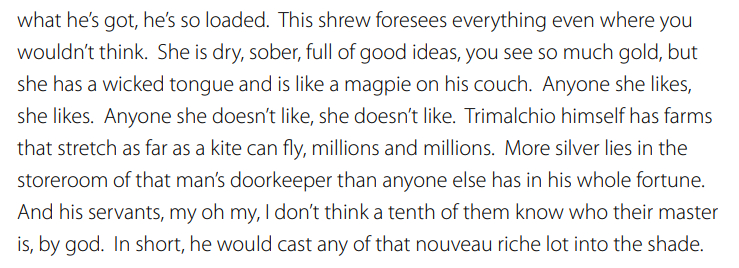 what he's got, he's so loaded.  This shrew foresees everything even where you
wouldn't think.  She is dry, sober, full of good ideas, you see so much gold, but
she has a wicked tongue and is like a magpie on his couch.  Anyone she likes,
she likes.  Anyone she doesn't like, she doesn't like.  Trimalchio himself has farms
that stretch as far as a kite can fly, millions and millions.  More silver lies in the
storeroom of that man's doorkeeper than anyone else has in his whole fortune.
And his servants, my oh my, I don't think a tenth of them know who their master
is, by god.  In short, he would cast any of that nouveau riche lot into the shade.